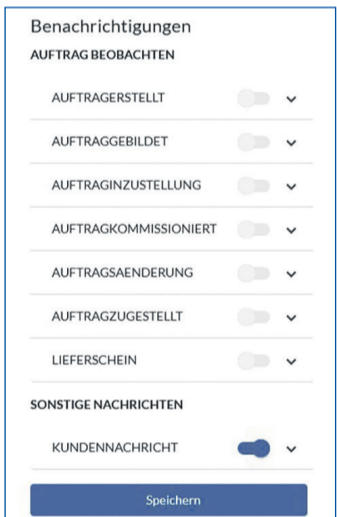 Benachrichtigungen
AUFTRAG BEOBACHTEN
AUFTRAGERSTELLT
AUFTRAGGEBILDET
AUFTRAGINZUSTELLUNG
AUFTRAGKOMMISSIONIERT
AUFTRAGSAENDERUNG
AUFTRAGZUGESTELLT
LIEFERSCHEIN
SONSTIGE NACHRICHTEN
KUNDENNACHRICHT
Speichern